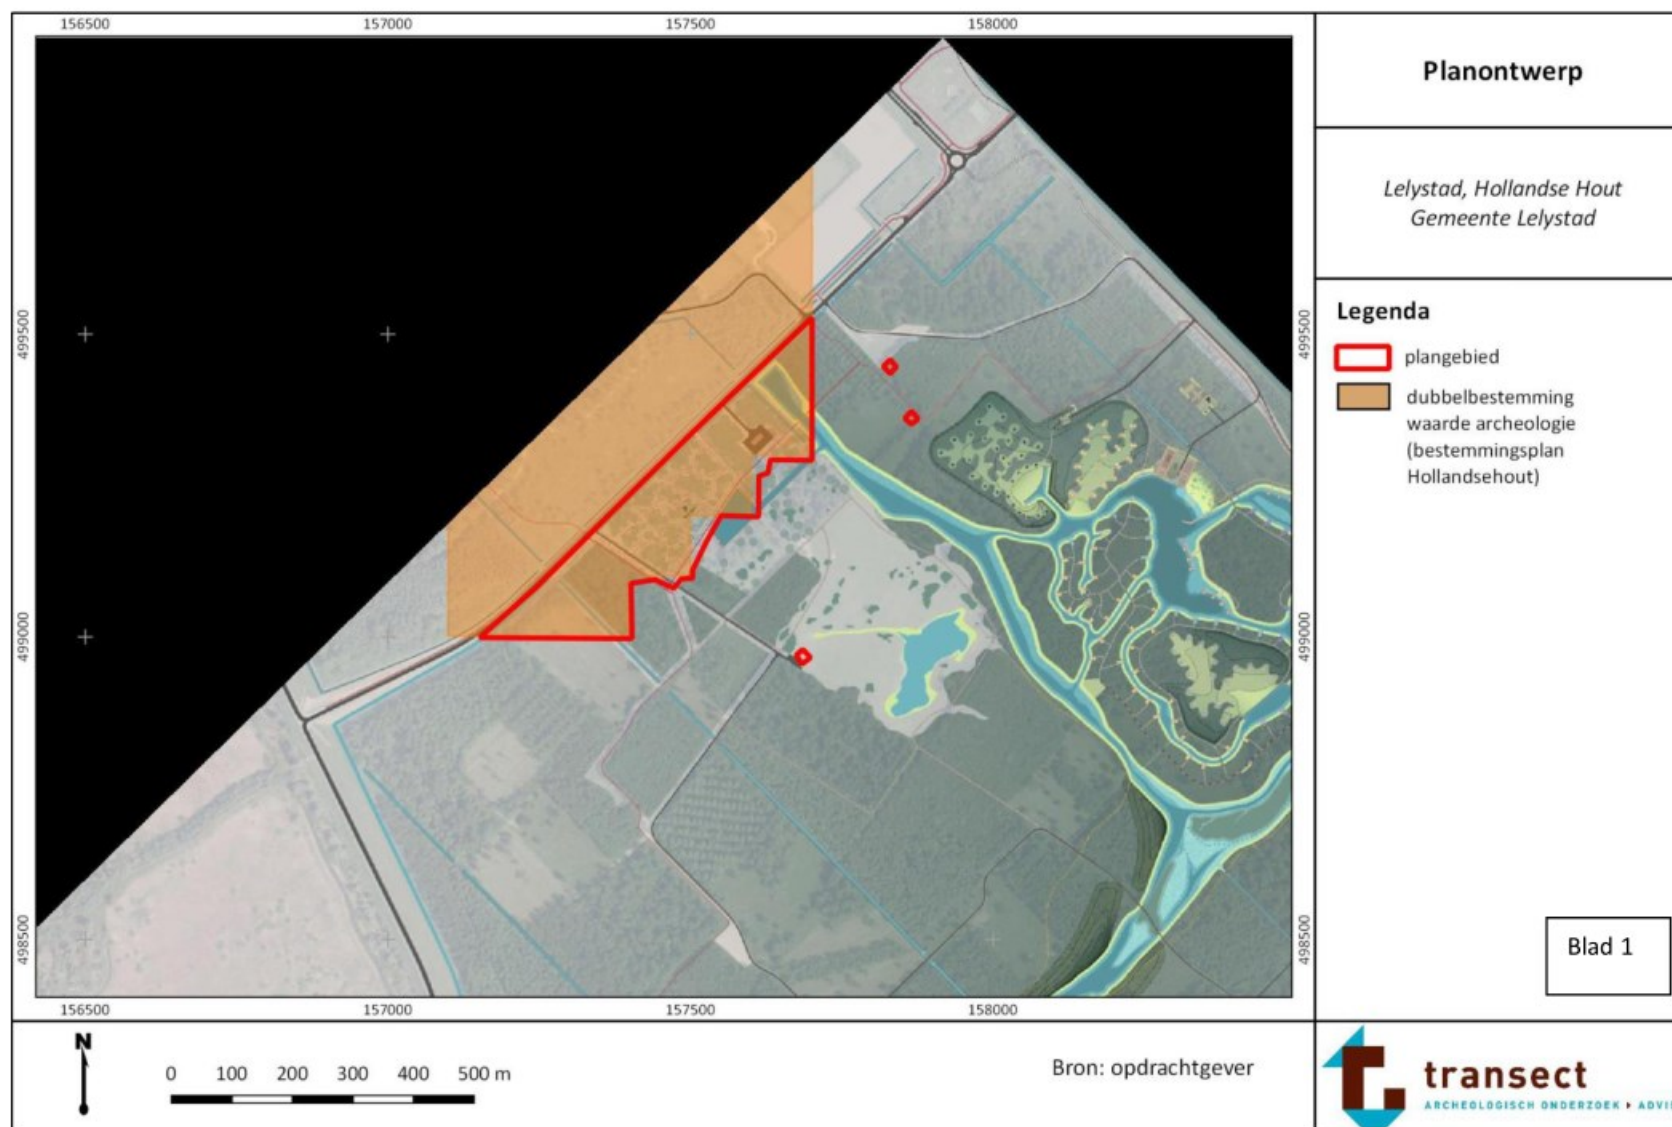 156500 157000 157500 158000
Planontwerp
Lelystad, Hollandse Hout
Gemeente Lelystad
Legenda
plangebied
dubbelbestemming
waarde archeologie
(bestemmingsplan
Hollandsehout)
499500 499500
499000 499000
498500 498500
Blad 1
156500 157000 157500 158000
N
0 100 200 300 400 500 m
Bron: opdrachtgever
transect
ARCHEOLOGISCH ONDERZOEK ▸ ADVI